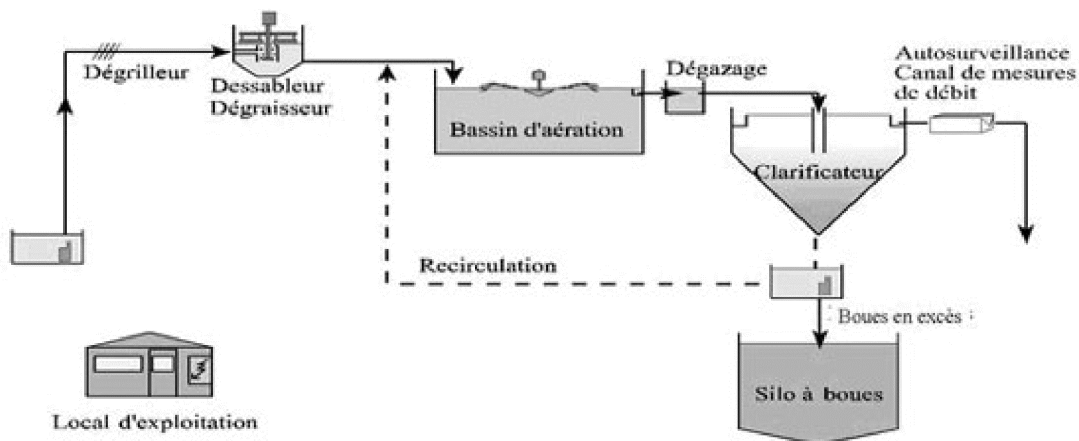 Dégrilleur
Dessableur
Dégraisseur
Bassin d'aération
Dégazage
Autosurveillance
Canal de mesures
de débit
Clarificateur
Recirculation
Boues en excès :
Silo à boues
Local d'exploitation